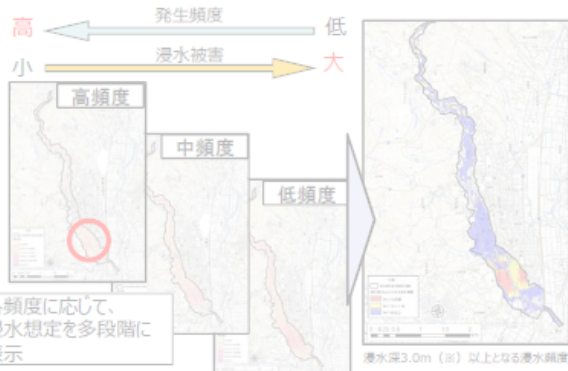 発生頻度
高
低
浸水被害
小
大
高頻度
中頻度
低頻度
頻度に応じて、
浸水想定を多段階に
表示
浸水深3.0m（※）以上となる浸水頻度